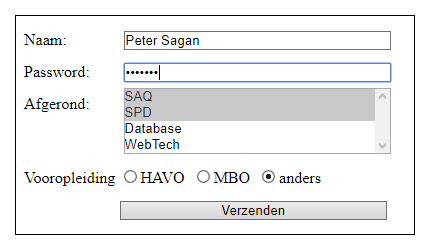 Naam: Peter Sagan
Password: •••••••
Afgerond: SAQ
SPD
Database
WebTech
Vooropleiding HAVO MBO anders
Verzenden